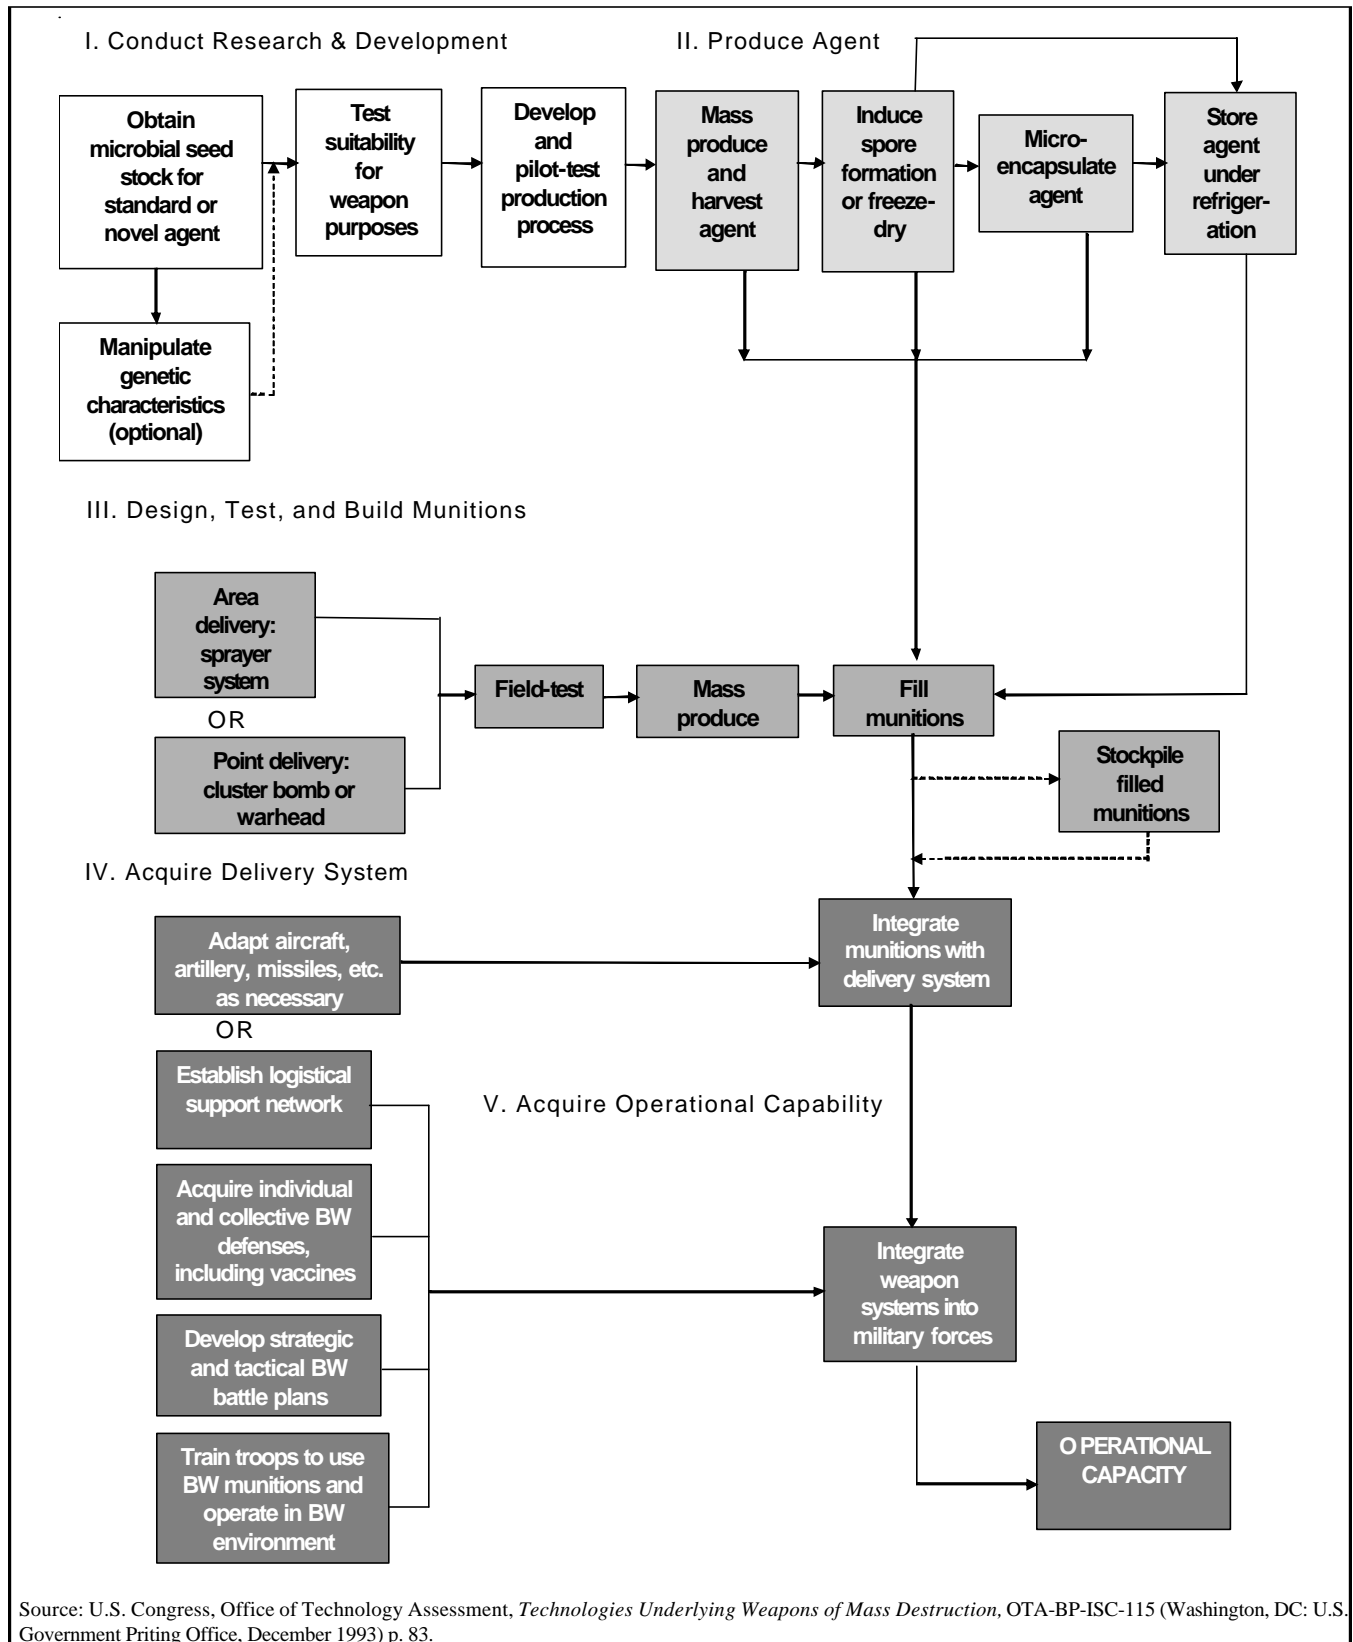 I. Conduct Research & Development
II. Produce Agent
Obtain
microbial seed
stock for
standard or
novel agent
Test
suitability
for
weapon
purposes
Develop
and
pilot-test
production
process
Mass
produce
and
harvest
agent
Induce
spore
formation
or freeze-
dry
Micro-
encapsulate
agent
Store
agent
under
refriger-
ation
Manipulate
genetic
characteristics
(optional)
III. Design, Test, and Build Munitions
Area
delivery:
sprayer
system
OR
Point delivery:
cluster bomb or
warhead
Field-test
Mass
produce
Fill
munitions
Stockpile
filled
munitions
IV. Acquire Delivery System
Adapt aircraft,
artillery, missiles, etc.
as necessary
OR
Integrate
munitions with
delivery system
Establish logistical
support network
V. Acquire Operational Capability
Acquire individual
and collective BW
defenses,
including vaccines
Develop strategic
and tactical BW
battle plans
Train troops to use
BW munitions and
operate in BW
environment
Integrate
weapon
systems into
military forces
O PERATIONAL
CAPACITY
Source: U.S. Congress, Office of Technology Assessment, Technologies Underlying Weapons of Mass Destruction, OTA-BP-ISC-115 (Washington, DC: U.S.
Government Priting Office, December 1993) p. 83.